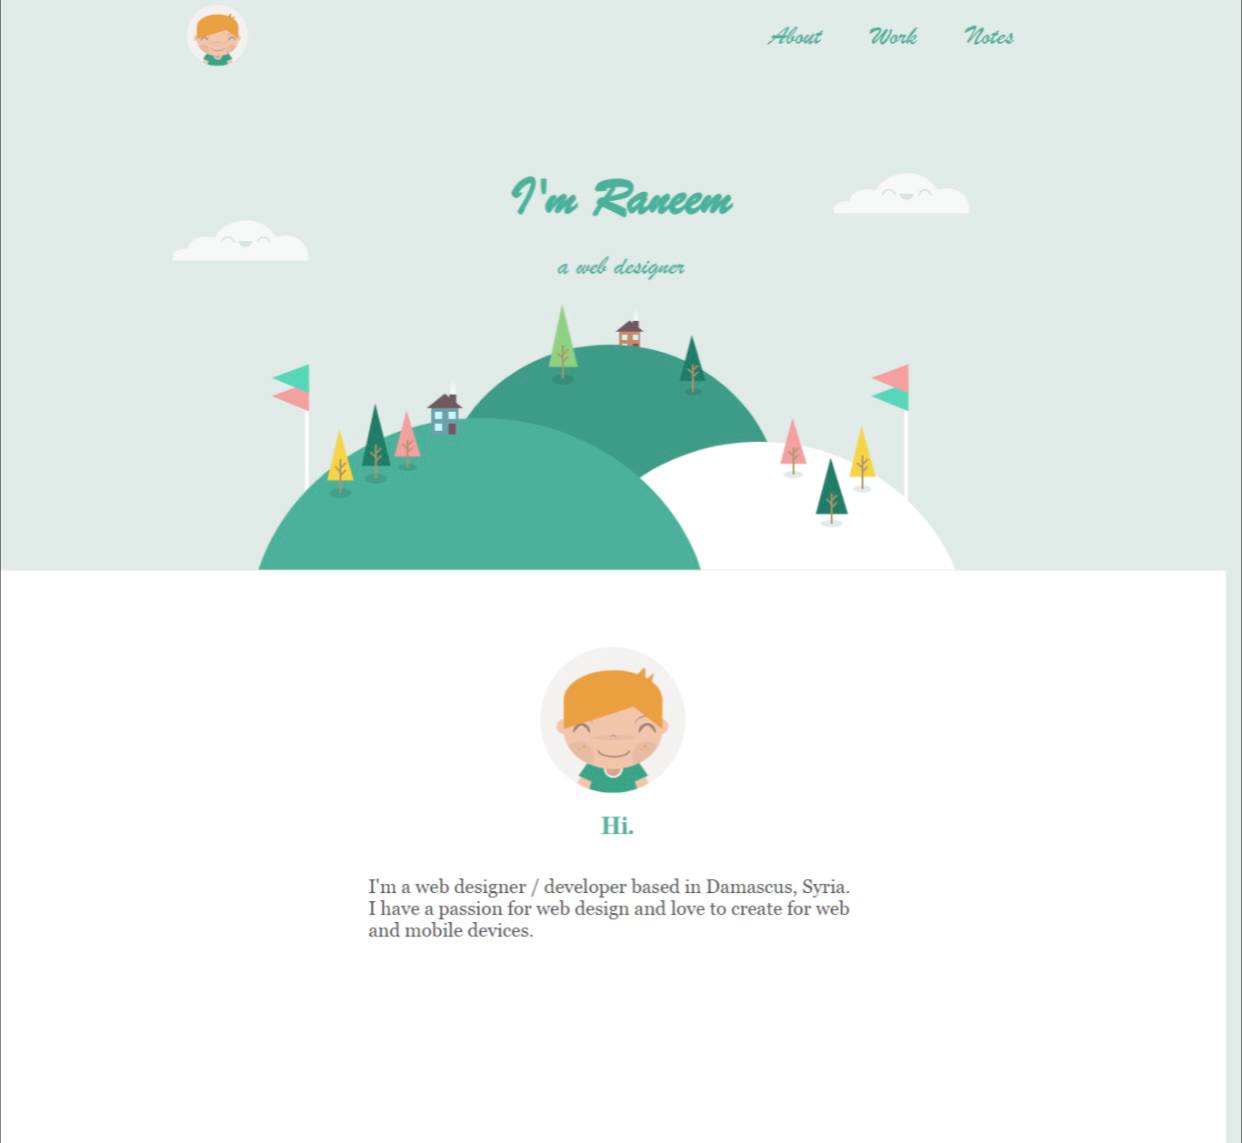 About Work Notes
I'm Raneem
a web designer
Hi.
I'm a web designer / developer based in Damascus, Syria.
I have a passion for web design and love to create for web
and mobile devices.